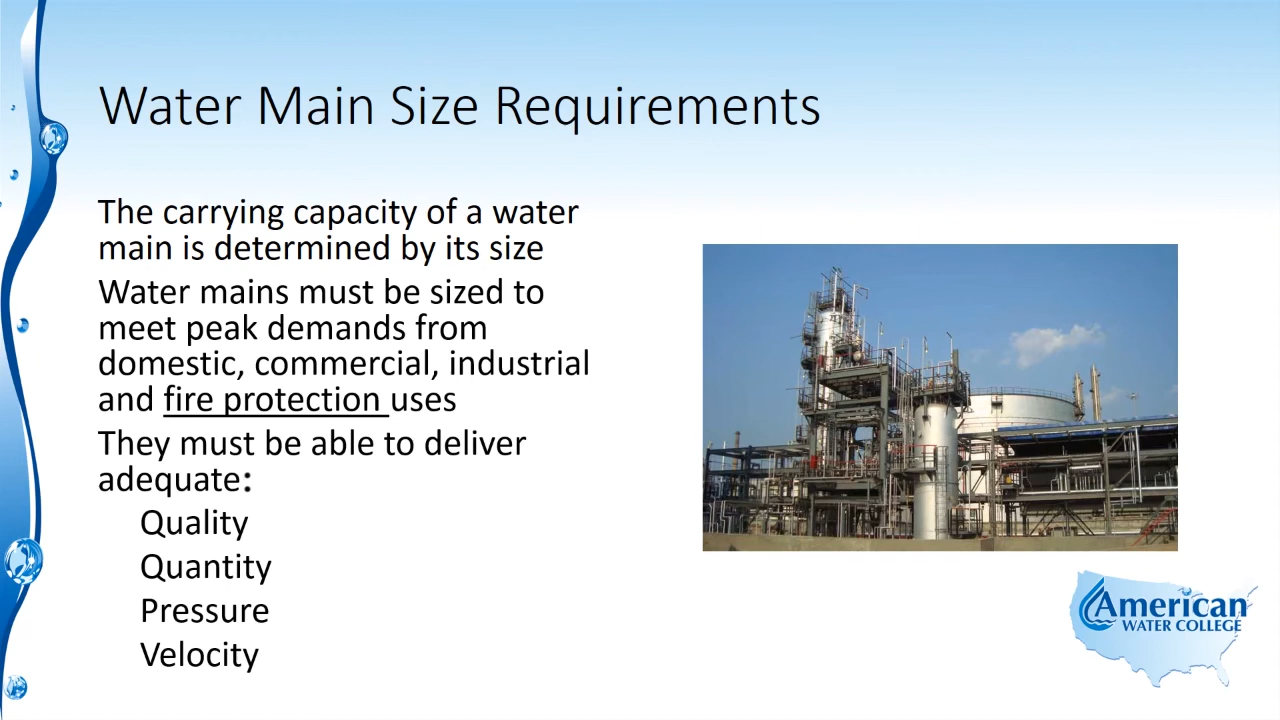 Water Main Size Requirements
The carrying capacity of a water
main is determined by its size
Water mains must be sized to
meet peak demands from
domestic, commercial, industrial
and fire protection uses
They must be able to deliver
adequate:
Quality
Quantity
Pressure
Velocity
American
WATER COLLEGE